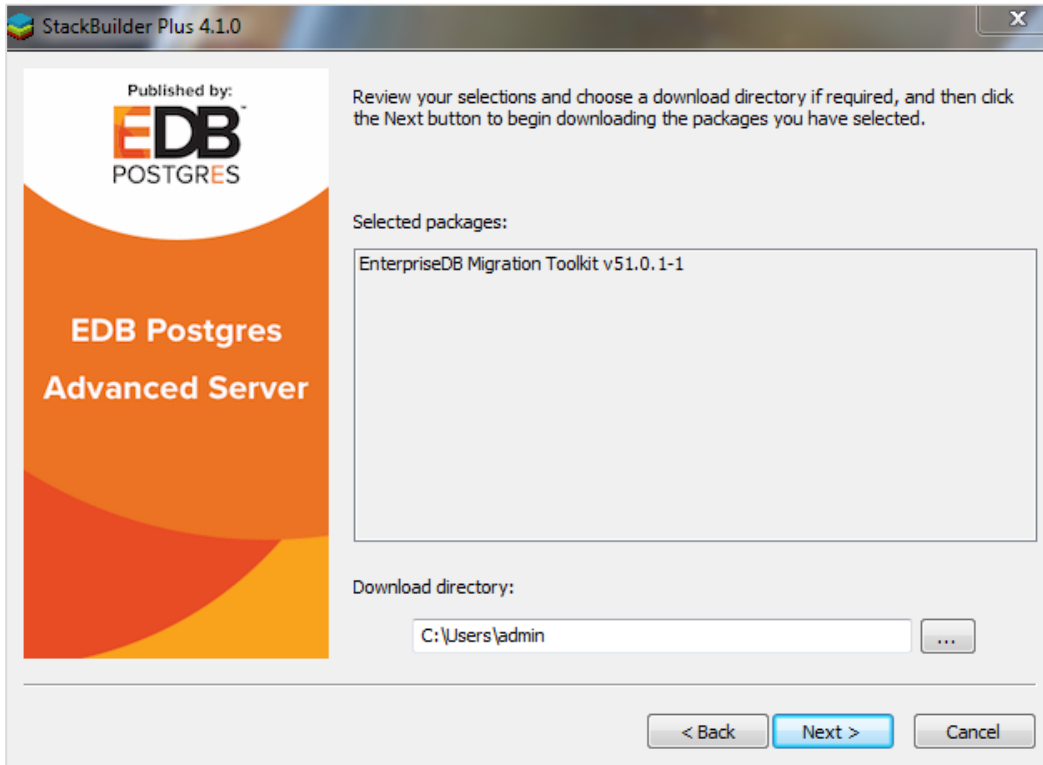 StackBuilder Plus 4.1.0
X
Published by:
EDB™
POSTGRES
EDB Postgres
Advanced Server
Review your selections and choose a download directory if required, and then click
the Next button to begin downloading the packages you have selected.
Selected packages:
EnterpriseDB Migration Toolkit v51.0.1-1
Download directory:
C:\Users\admin
...
< Back
Next >
Cancel